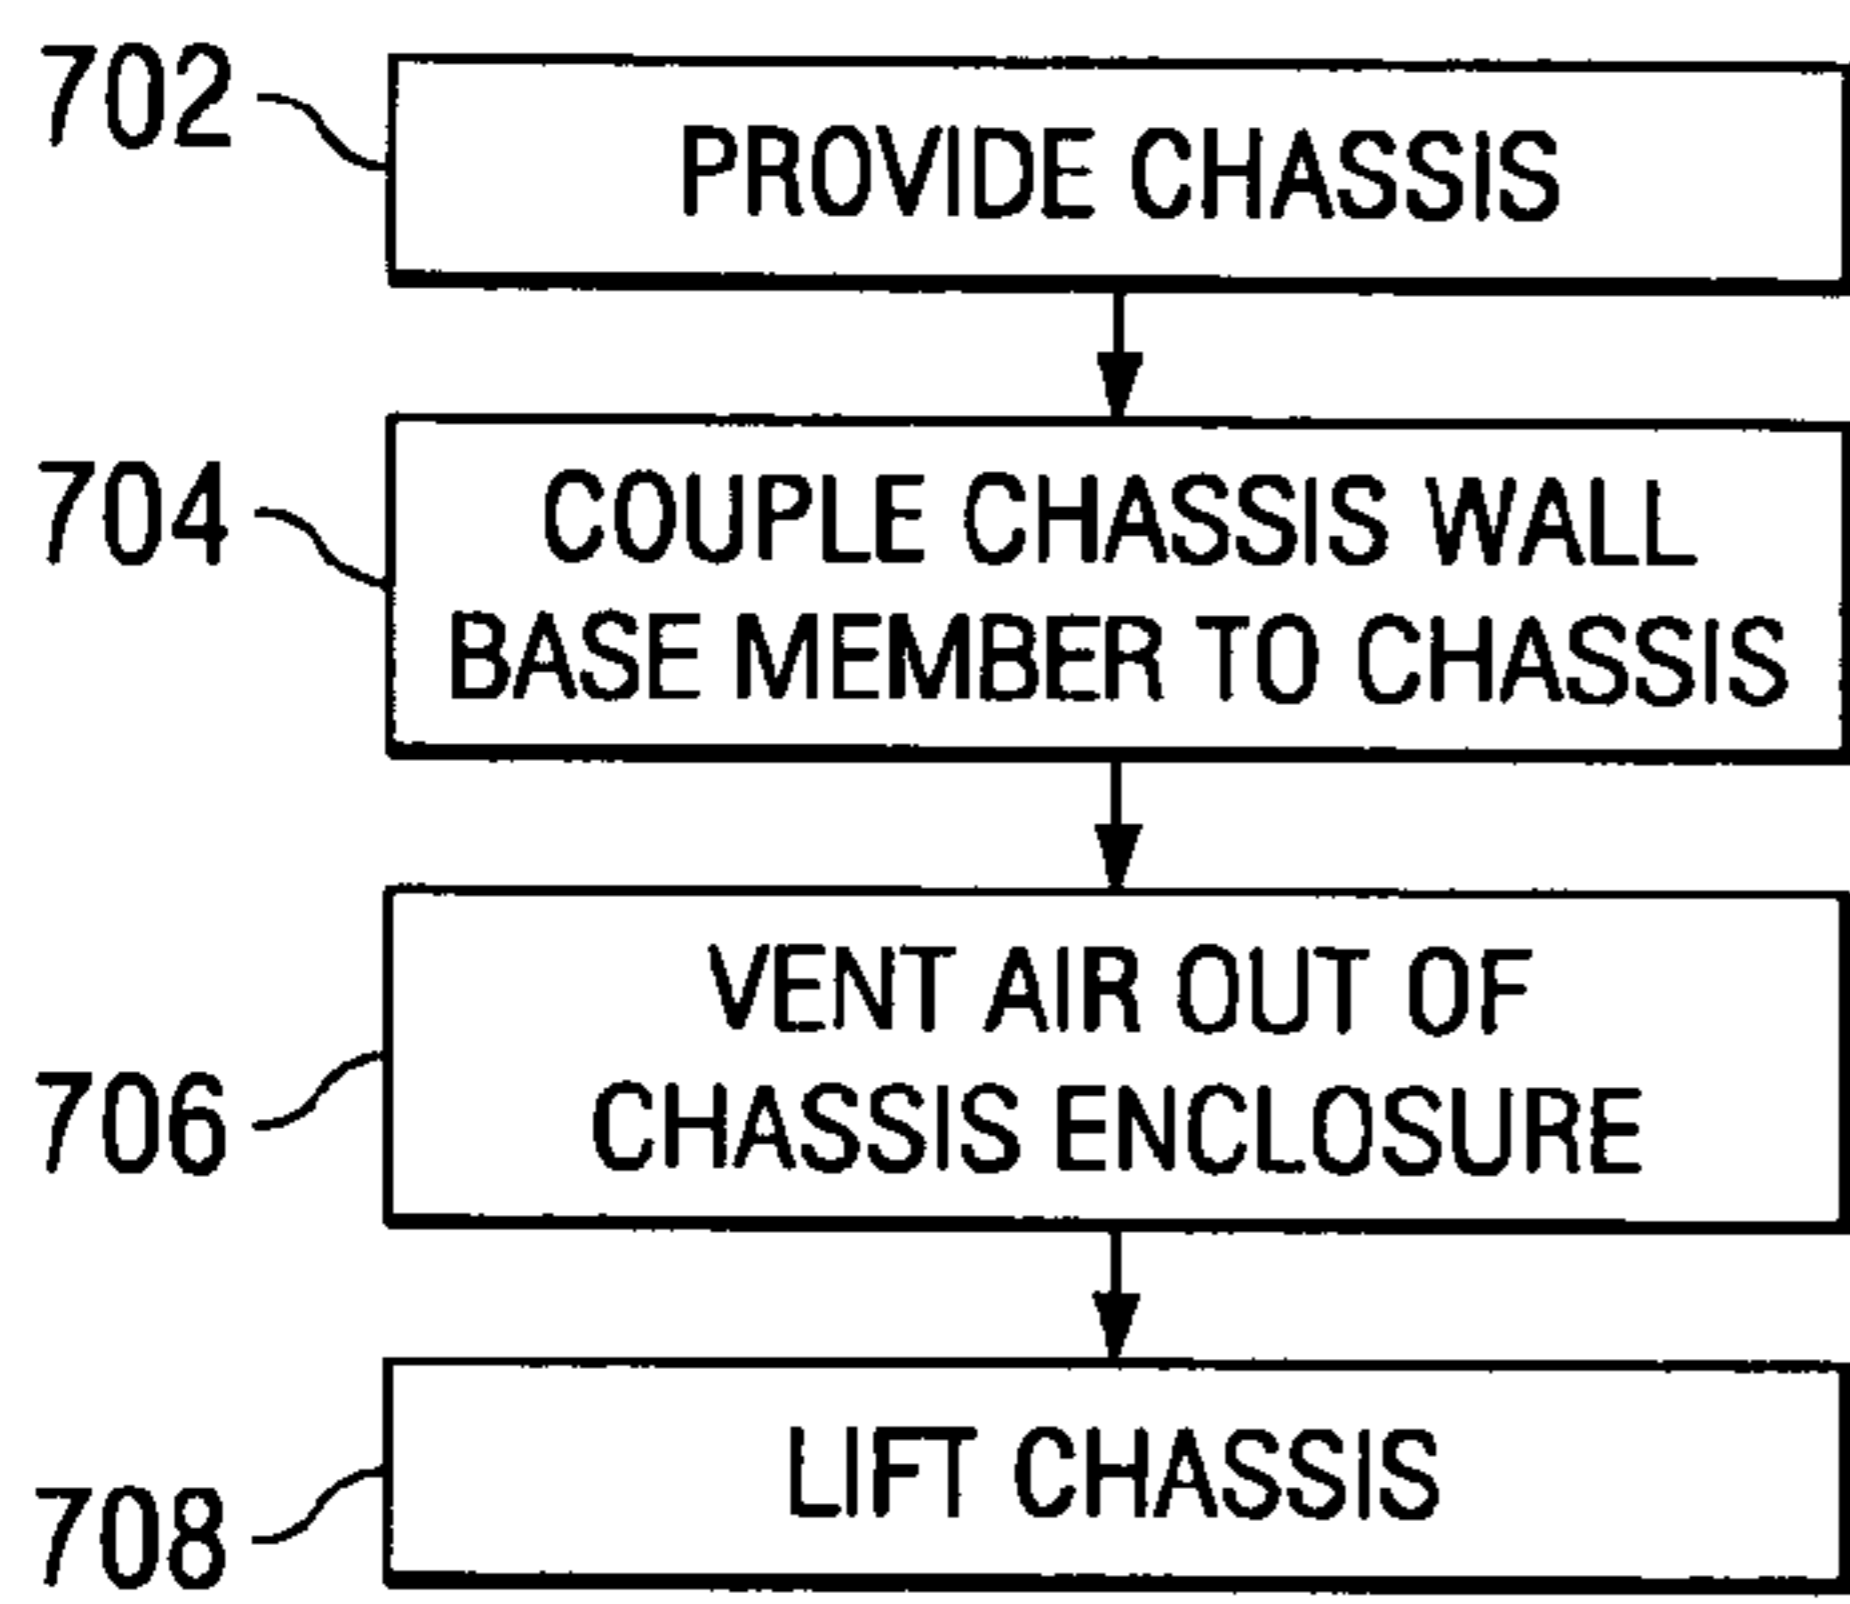 702
PROVIDE CHASSIS
704
COUPLE CHASSIS WALL
BASE MEMBER TO CHASSIS
706
VENT AIR OUT OF
CHASSIS ENCLOSURE
708
LIFT CHASSIS